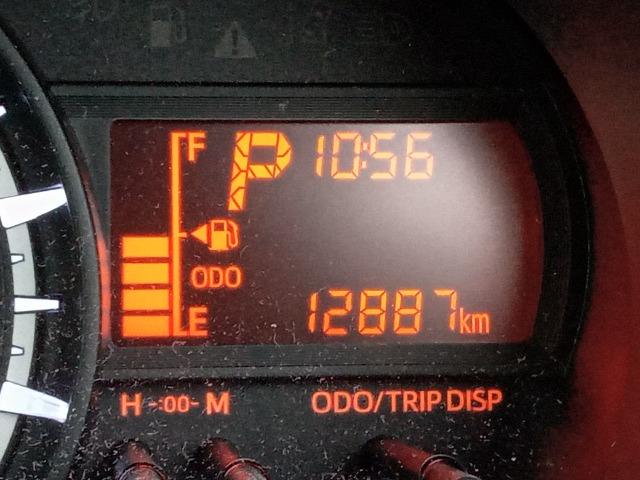 F
P 10:56
ODO
E
12887km
H -:00- M
ODO/TRIP DISP